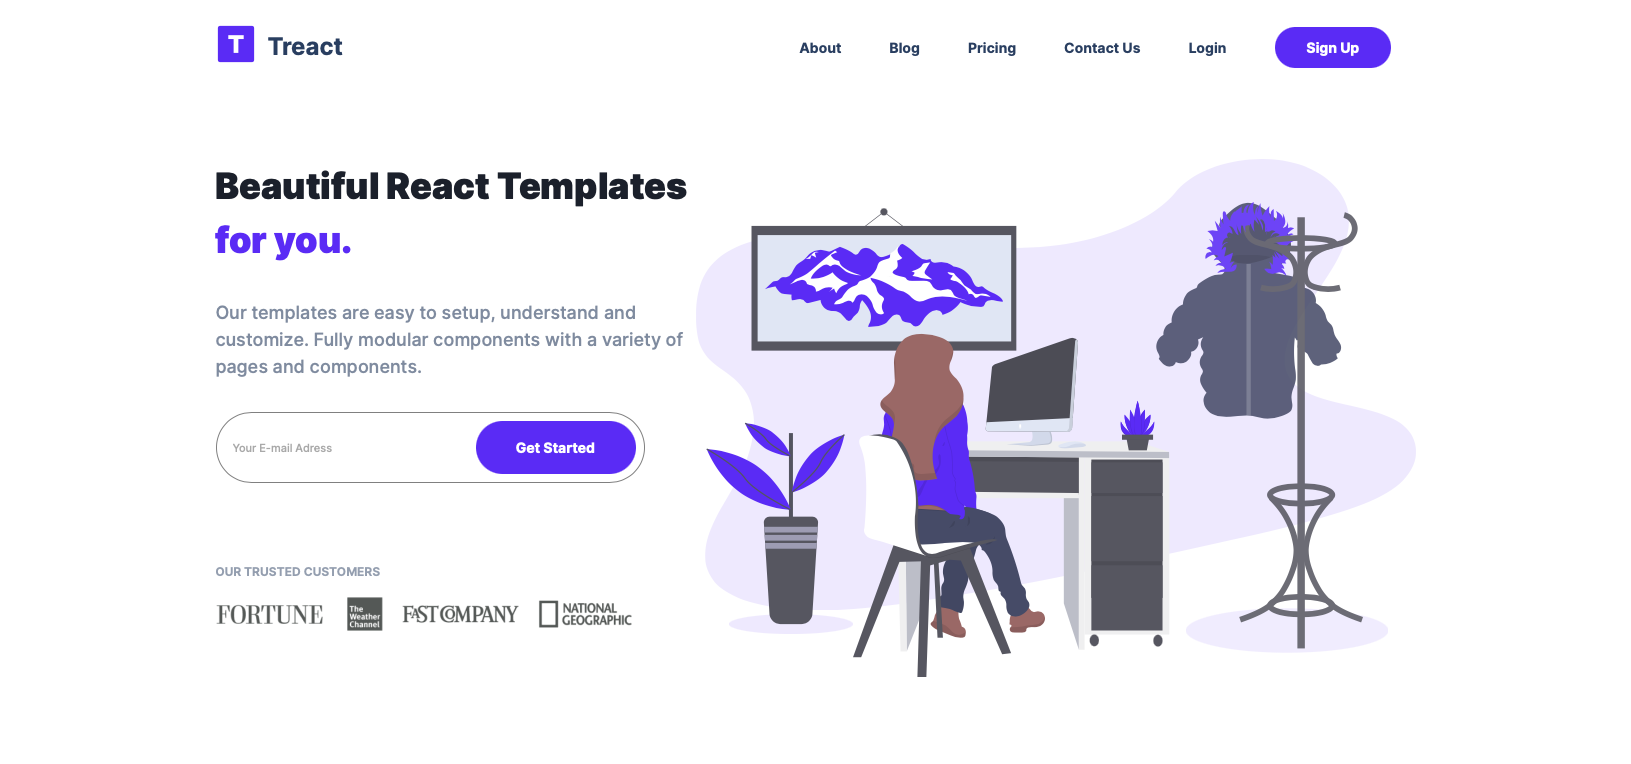 T Treact
About Blog Pricing Contact Us Login Sign Up
Beautiful React Templates
for you.
Our templates are easy to setup, understand and
customize. Fully modular components with a variety of
pages and components.
Your E-mail Adress Get Started
OUR TRUSTED CUSTOMERS
FORTUNE
The
Weather
Channel
FAST COMPANY
NATIONAL
GEOGRAPHIC